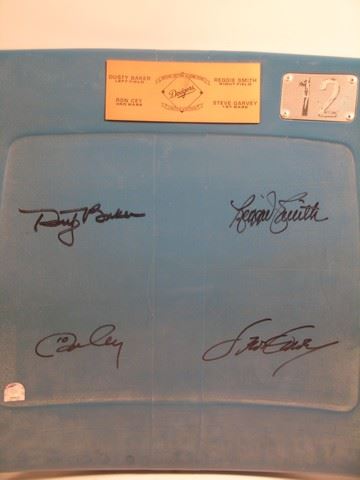 DUSTY BAKER
LEFT FIELD
REGGIE SMITH
RIGHT FIELD
Dodgers
RON CEY
3RD BASE
STEVE GARVEY
1ST BASE
12
Dusty Baker
Reggie Smith
Ron Cey
Steve Garvey